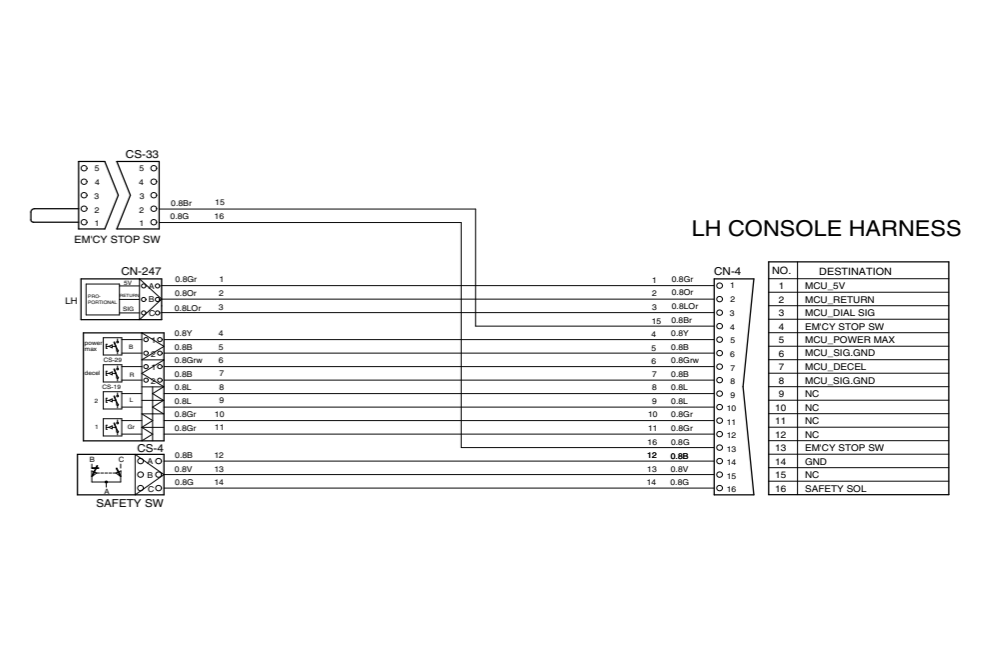 CS-33
5 5
4 4
3 3
2 2 0.8Br 15
1 1 0.8G 16
EM'CY STOP SW
LH CONSOLE HARNESS
CN-247
LH
PRO-
PORTIONAL
5V A 0.8Gr 1
RETURN B 0.8Or 2
SIG C 0.8LOr 3
power
max
B 1 0.8Y 4
2 0.8B 5
CS-29
decel R 1 0.8Grw 6
2 0.8B 7
CS-19
2 L 0.8L 8
0.8L 9
1 Gr 0.8Gr 10
0.8Gr 11
CS-4
B C A 0.8B 12
B 0.8V 13
A C 0.8G 14
SAFETY SW
CN-4
1 0.8Gr 1
2 0.8Or 2
3 0.8LOr 3
15 0.8Br 4
4 0.8Y 5
5 0.8B 6
6 0.8Grw 7
7 0.8B 8
8 0.8L 9
9 0.8L 10
10 0.8Gr 11
11 0.8Gr 12
16 0.8G 13
12 0.8B 14
13 0.8V 15
14 0.8G 16
NO. DESTINATION
1 MCU_5V
2 MCU_RETURN
3 MCU_DIAL SIG
4 EM'CY STOP SW
5 MCU_POWER MAX
6 MCU_SIG.GND
7 MCU_DECEL
8 MCU_SIG.GND
9 NC
10 NC
11 NC
12 NC
13 EM'CY STOP SW
14 GND
15 NC
16 SAFETY SOL